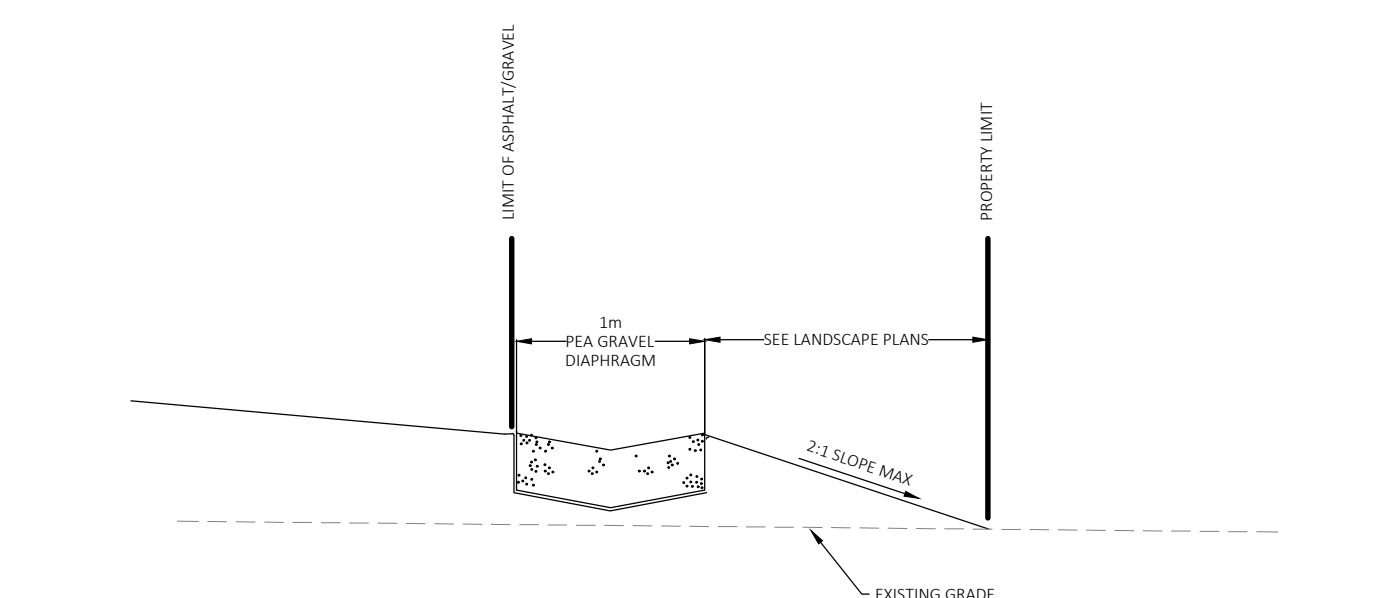 LIMIT OF ASPHALT/GRAVEL
PROPERTY LIMIT
1m
PEA GRAVEL
DIAPHRAGM
SEE LANDSCAPE PLANS
2:1 SLOPE MAX
EXISTING GRADE